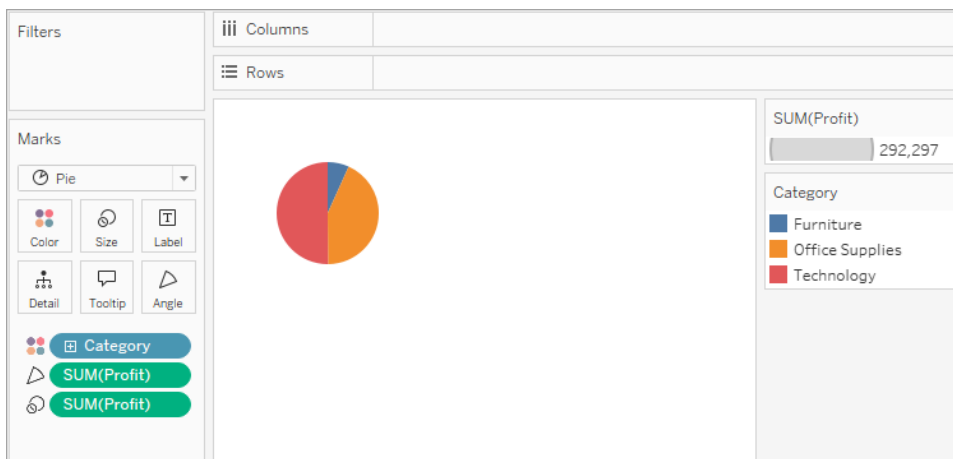 Filters
Columns
Rows
Marks
Pie
Color
Size
T
Label
Detail
Tooltip
Angle
Category
SUM(Profit)
SUM(Profit)
SUM(Profit)
292,297
Category
Furniture
Office Supplies
Technology